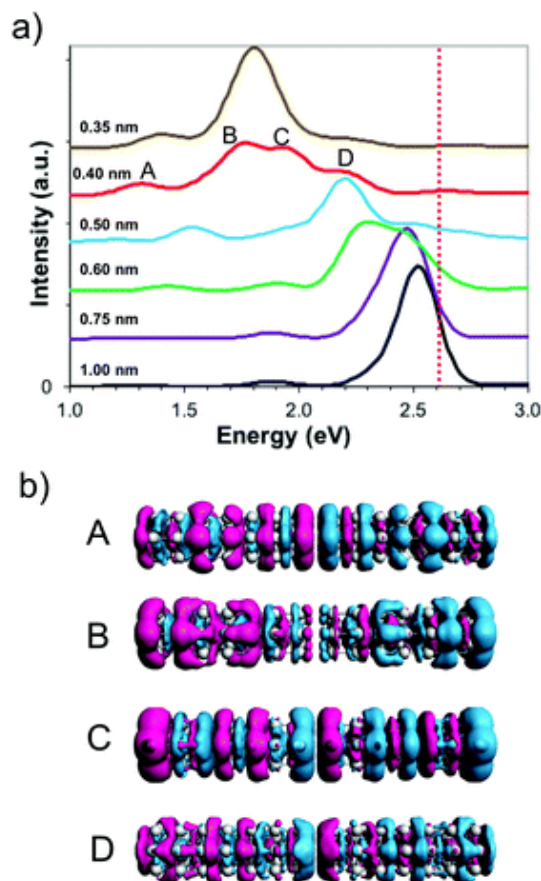 a)
0.35 nm
B
C
A
D
0.40 nm
0.50 nm
0.60 nm
0.75 nm
1.00 nm
0
Intensity (a.u.)
1.0 1.5 2.0 2.5 3.0
Energy (eV)
b)
A
B
C
D